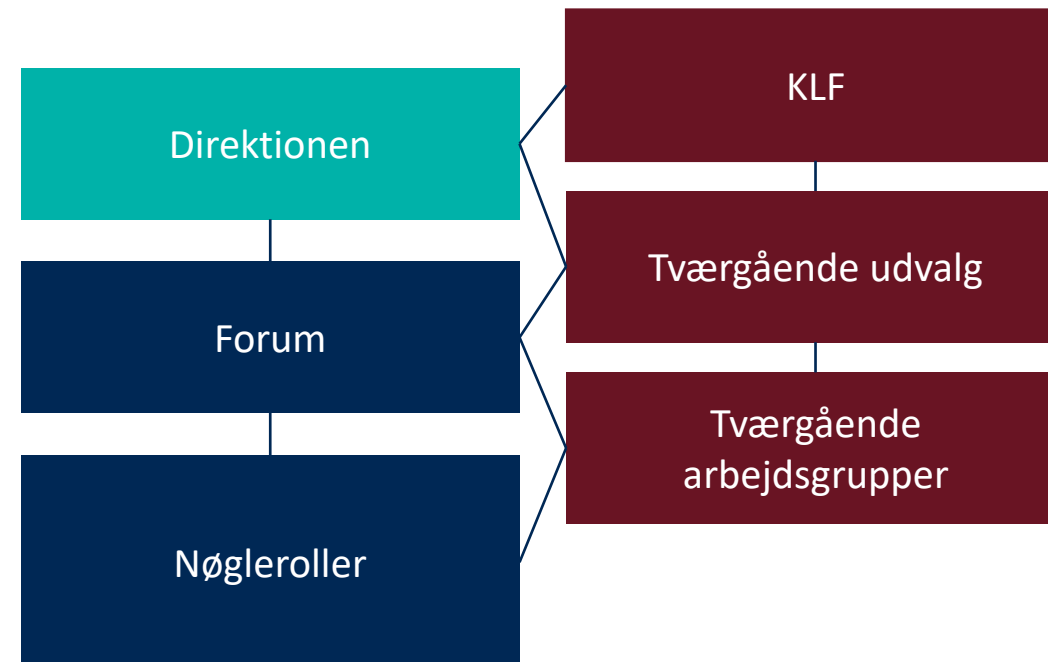 Direktionen
Forum
Nøgleroller
KLF
Tværgående udvalg
Tværgående
arbejdsgrupper